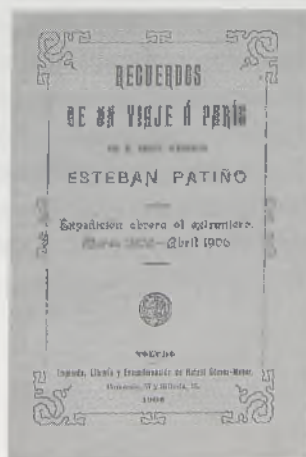 RECUERDOS
DE UN VIAJE Á PARÍS
ESTEBAN PATIÑO
Expedición obrera al extranjero.
Abril 1906
TOLEDO
Imprenta, Librería y Encuadernación de Rafael Gómez-Menor,
1906